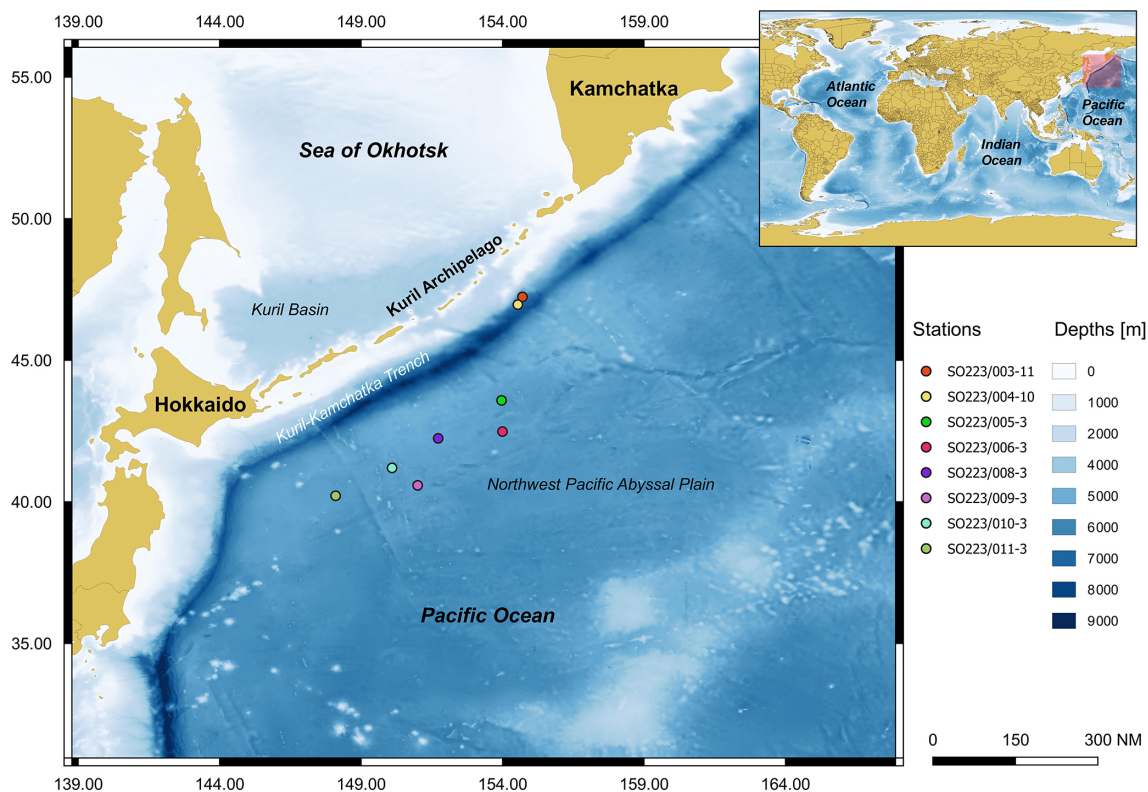 139.00
144.00
149.00
154.00
159.00
55.00
50.00
45.00
40.00
35.00
Kamchatka
Sea of Okhotsk
Kuril Archipelago
Kuril Basin
Kuril-Kamchatka Trench
Hokkaido
Northwest Pacific Abyssal Plain
Pacific Ocean
139.00
144.00
149.00
154.00
159.00
164.00
Atlantic
Ocean
Pacific
Ocean
Indian
Ocean
Stations
SO223/003-11
SO223/004-10
SO223/005-3
SO223/006-3
SO223/008-3
SO223/009-3
SO223/010-3
SO223/011-3
Depths [m]
0
1000
2000
4000
5000
6000
7000
8000
9000
0
150
300 NM